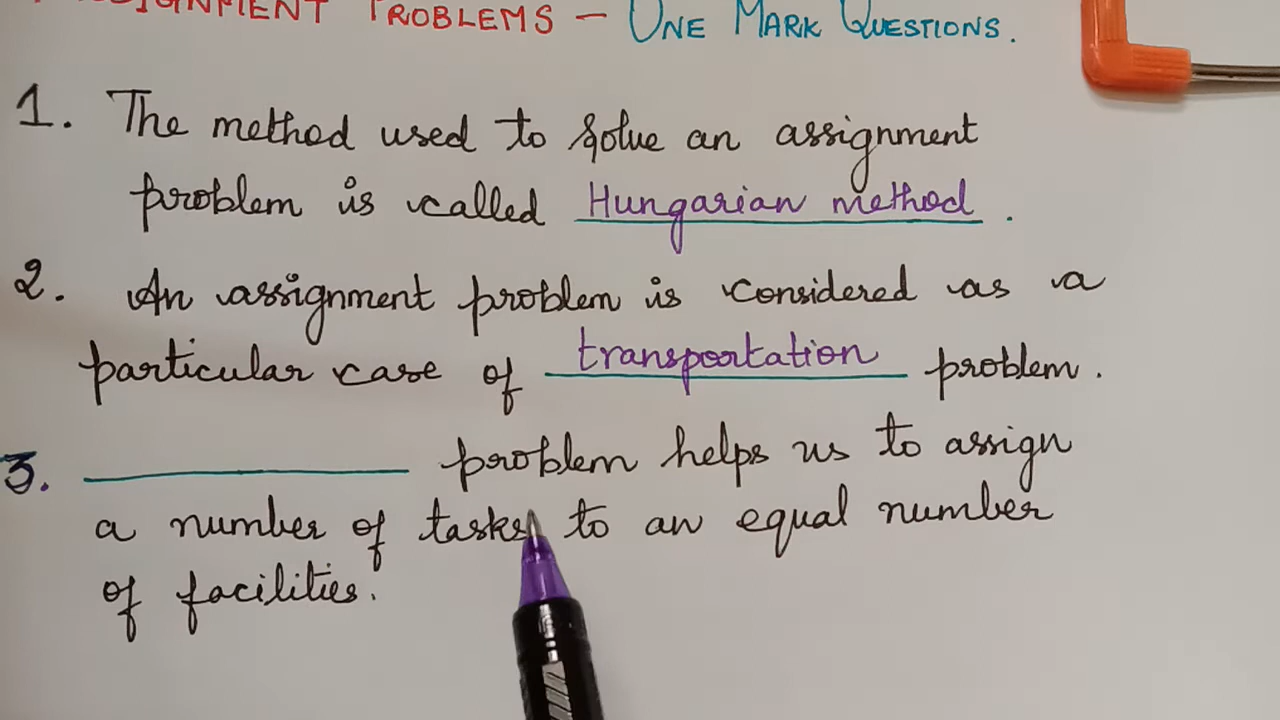 PROBLEMS - ONE MARK QUESTIONS.
1. The method used to solve an assignment
problem is called Hungarian method.
2. An assignment problem is considered as a
particular case of transportation problem.
3. __________ problem helps us to assign
a number of tasks to an equal number
of facilities.